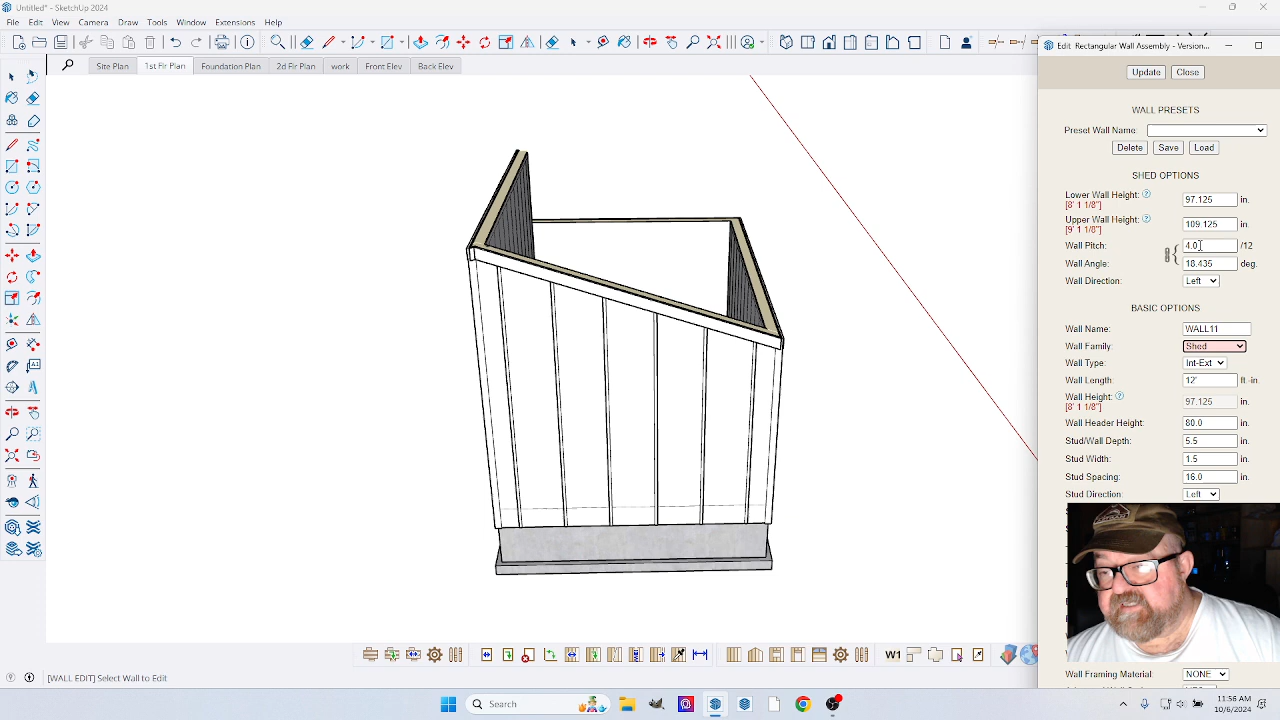 Untitled* - SketchUp 2024
File Edit View Camera Draw Tools Window Extensions Help
Site Plan 1st Flr Plan Foundation Plan 2d Flr Plan work Front Elev Back Elev
Edit Rectangular Wall Assembly - Version...
Update Close
WALL PRESETS
Preset Wall Name:
Delete Save Load
SHED OPTIONS
Lower Wall Height: 97.125 in.
[8' 1 1/8"]
Upper Wall Height: 109.125 in.
[9' 1 1/8"]
Wall Pitch: 4.0 /12
Wall Angle: 18.435 deg.
Wall Direction: Left
BASIC OPTIONS
Wall Name: WALL11
Wall Family: Shed
Wall Type: Int-Ext
Wall Length: 12' ft.-in.
Wall Height: 97.125 in.
[8' 1 1/8"]
Wall Header Height: 80.0 in.
Stud/Wall Depth: 5.5 in.
Stud Width: 1.5 in.
Stud Spacing: 16.0 in.
Stud Direction: Left
Wall Framing Material: NONE
W1
[WALL EDIT] Select Wall to Edit
Search
11:56 AM
10/6/2024